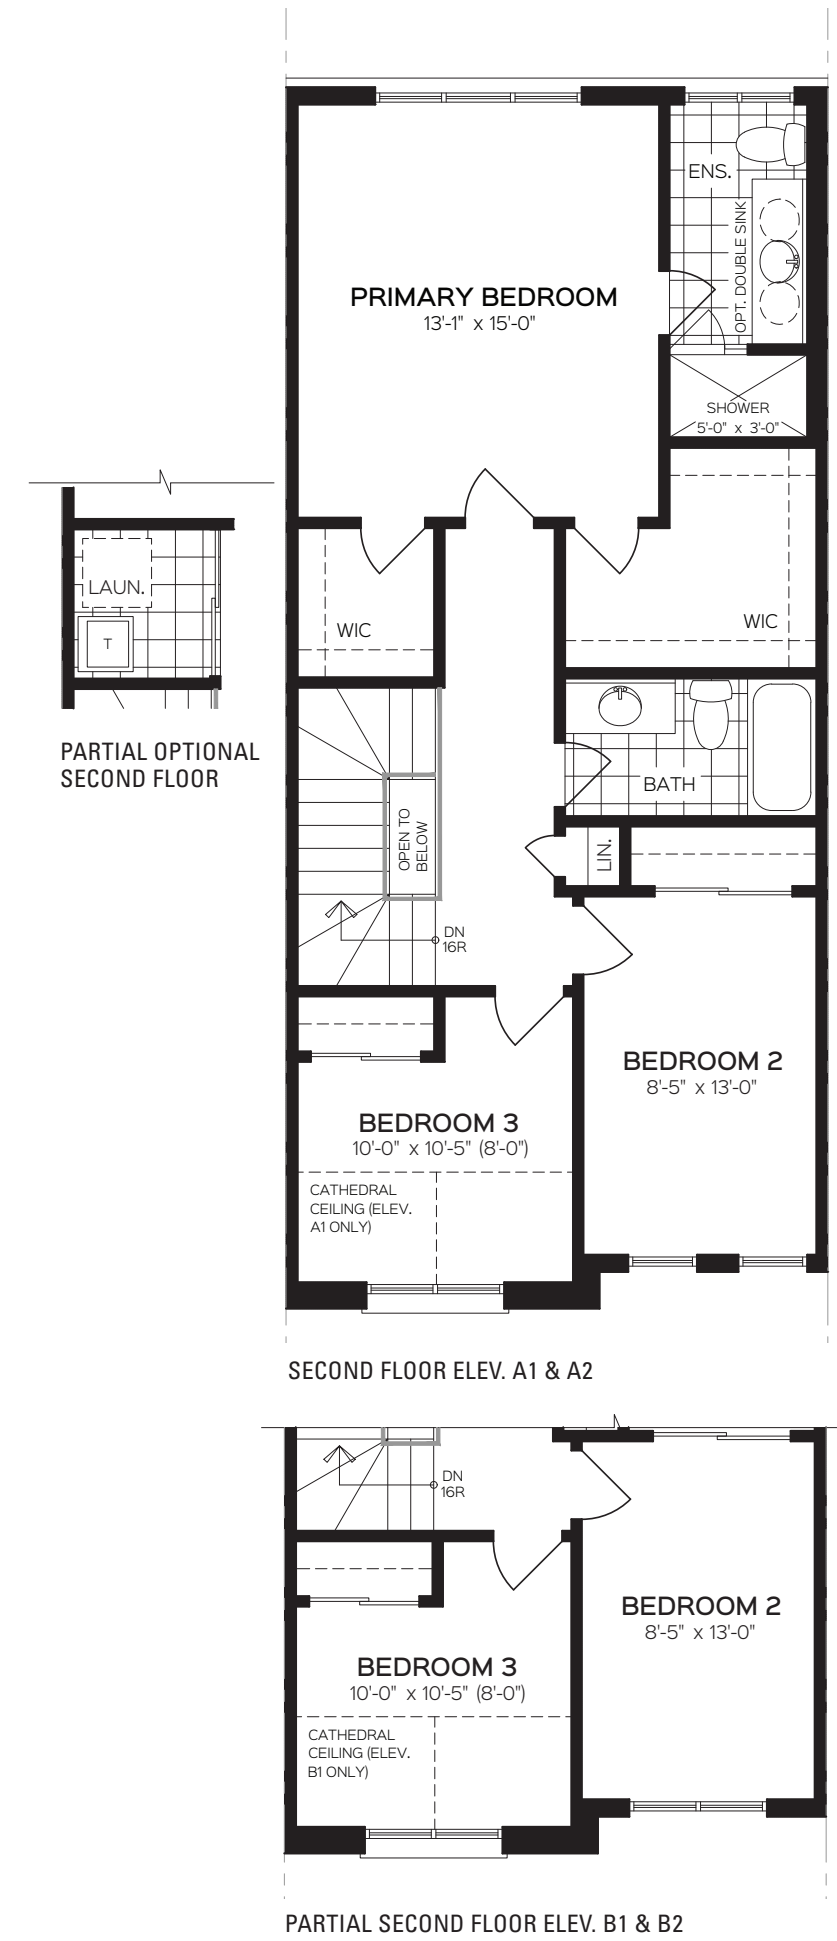 ENS.
OPT. DOUBLE SINK
PRIMARY BEDROOM
13'-1" x 15'-0"
SHOWER
5'-0" x 3'-0"
LAUN.
T
PARTIAL OPTIONAL
SECOND FLOOR
WIC
WIC
BATH
OPEN TO
BELOW
LIN.
DN
16R
BEDROOM 2
8'-5" x 13'-0"
BEDROOM 3
10'-0" x 10'-5" (8'-0")
CATHEDRAL
CEILING (ELEV.
A1 ONLY)
SECOND FLOOR ELEV. A1 & A2
DN
16R
BEDROOM 2
8'-5" x 13'-0"
BEDROOM 3
10'-0" x 10'-5" (8'-0")
CATHEDRAL
CEILING (ELEV.
B1 ONLY)
PARTIAL SECOND FLOOR ELEV. B1 & B2